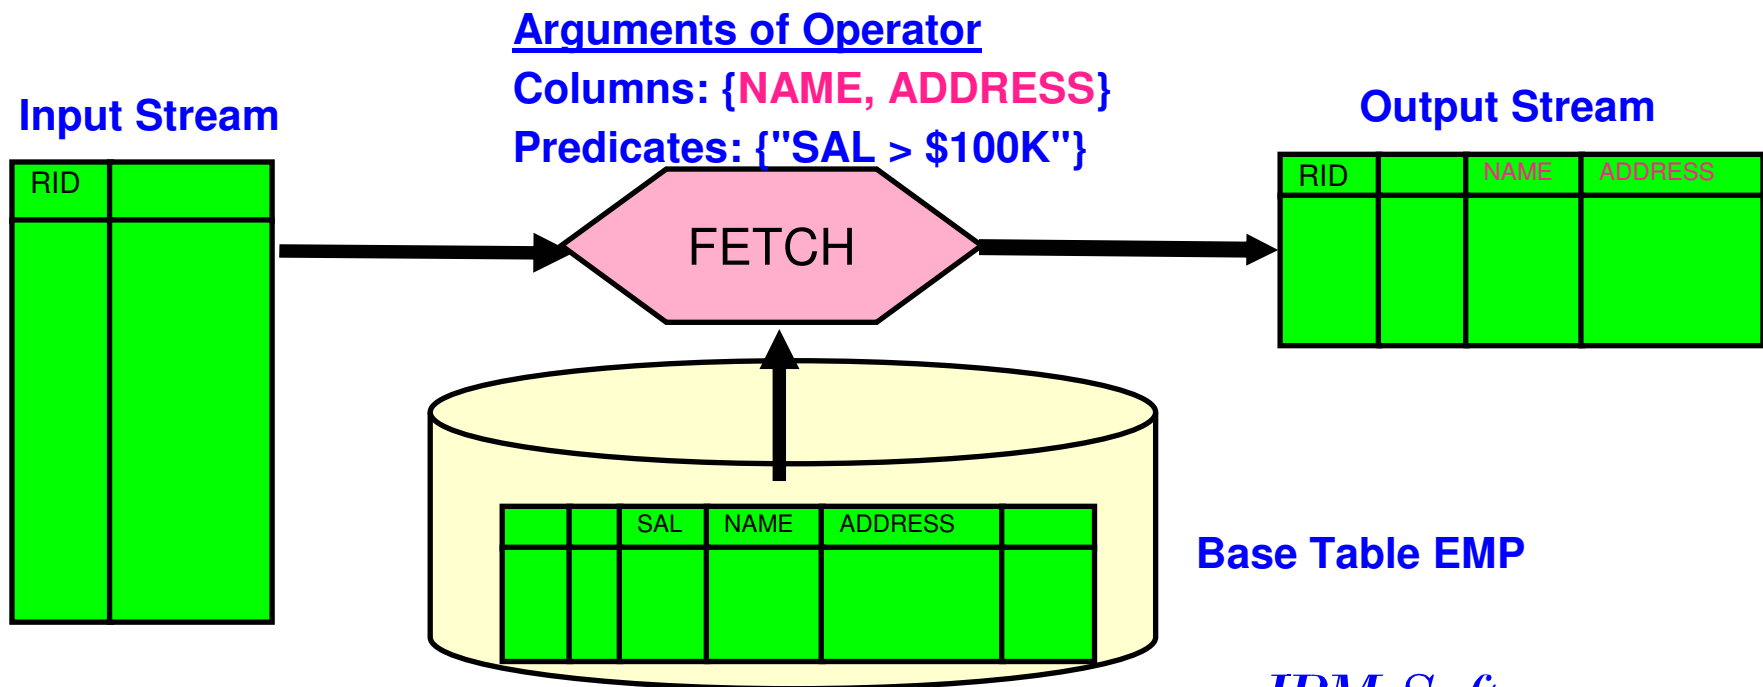 Arguments of Operator
Columns: {NAME, ADDRESS}
Predicates: {"SAL > $100K"}
Input Stream
Output Stream
RID
RID NAME ADDRESS
FETCH
SAL NAME ADDRESS
Base Table EMP